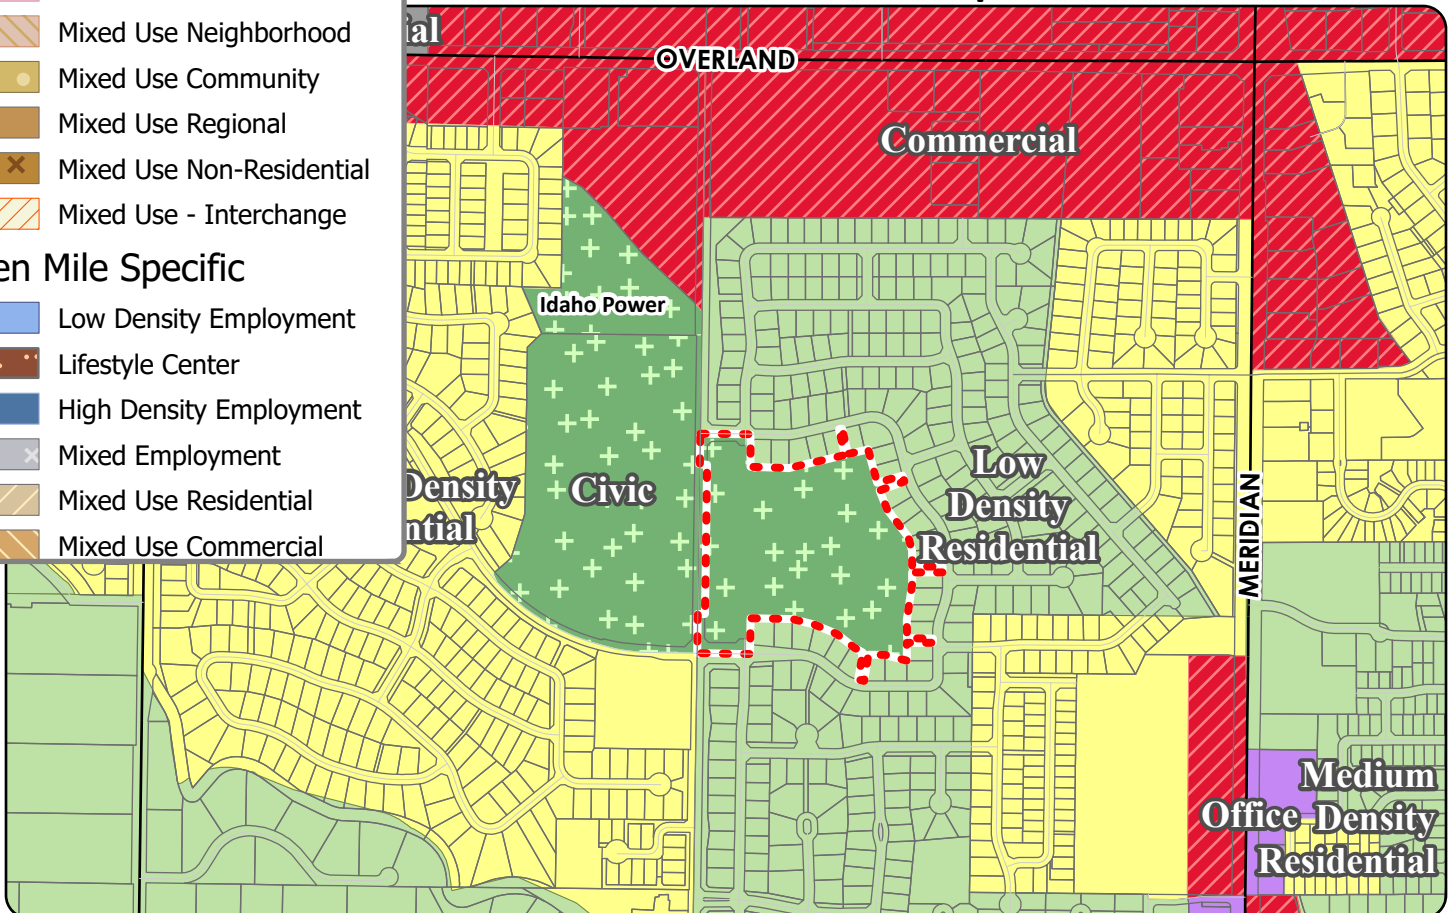 Mixed Use Neighborhood
Mixed Use Community
Mixed Use Regional
Mixed Use Non-Residential
Mixed Use - Interchange
en Mile Specific
Low Density Employment
Lifestyle Center
High Density Employment
Mixed Employment
Mixed Use Residential
Mixed Use Commercial
ial
OVERLAND
Commercial
Idaho Power
Density
ntial
Civic
Low
Density
Residential
MERIDIAN
Office
Medium
Density
Residential